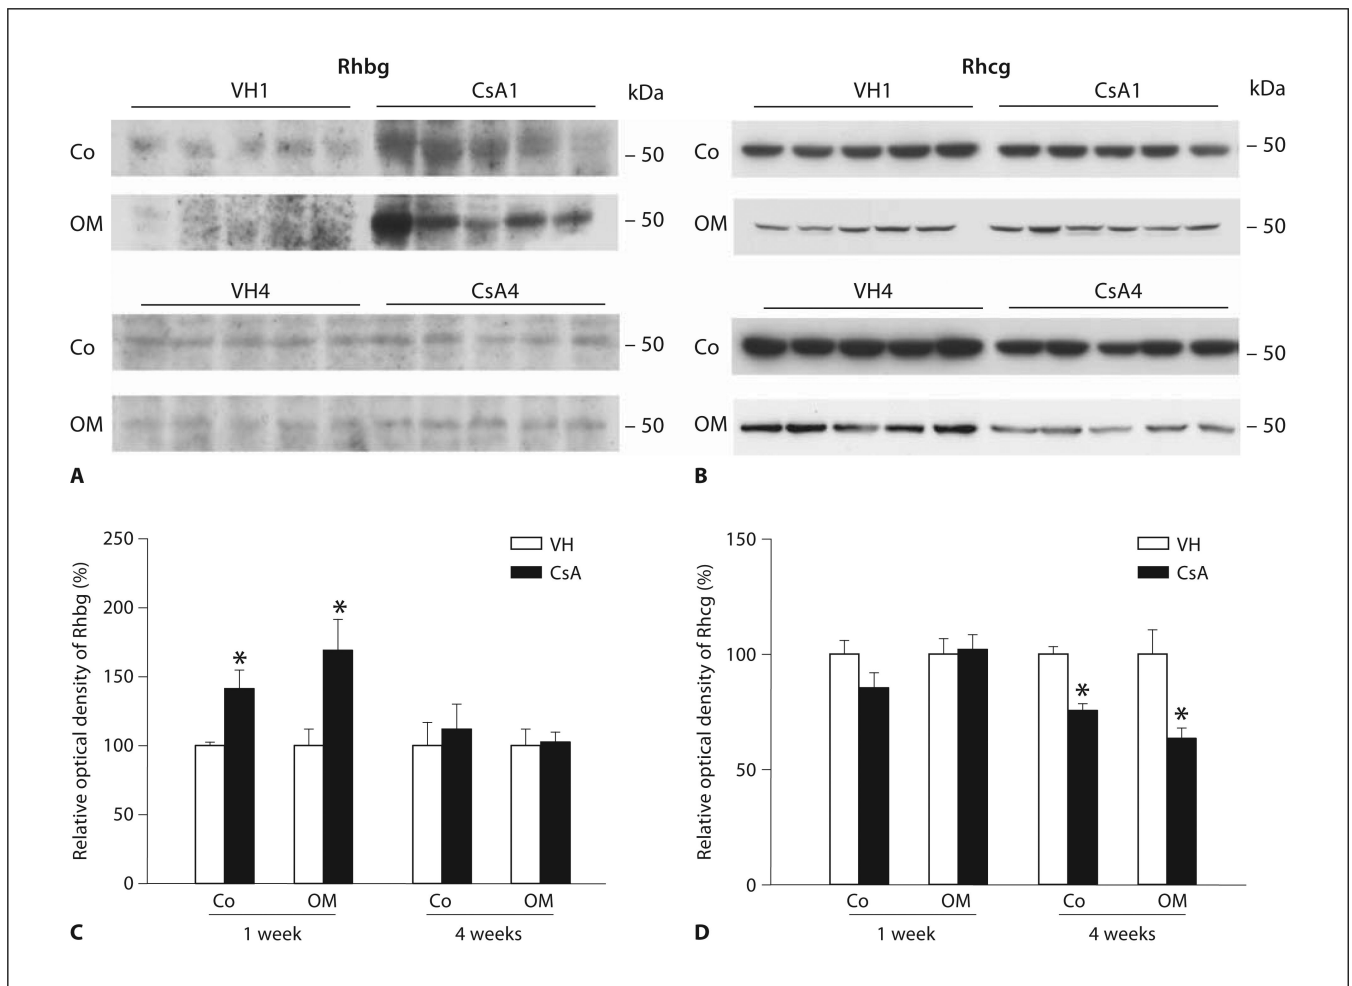 Rhbg
VH1 CsA1 kDa
Co – 50
OM – 50
VH4 CsA4
Co – 50
OM – 50
A
Rhcg
VH1 CsA1 kDa
Co – 50
OM – 50
VH4 CsA4
Co – 50
OM – 50
B
Relative optical density of Rhbg (%)
250
200
150
100
50
0
VH
CsA
* *
Co OM Co OM
1 week 4 weeks
C
Relative optical density of Rhcg (%)
150
100
50
0
VH
CsA
* *
Co OM Co OM
1 week 4 weeks
D